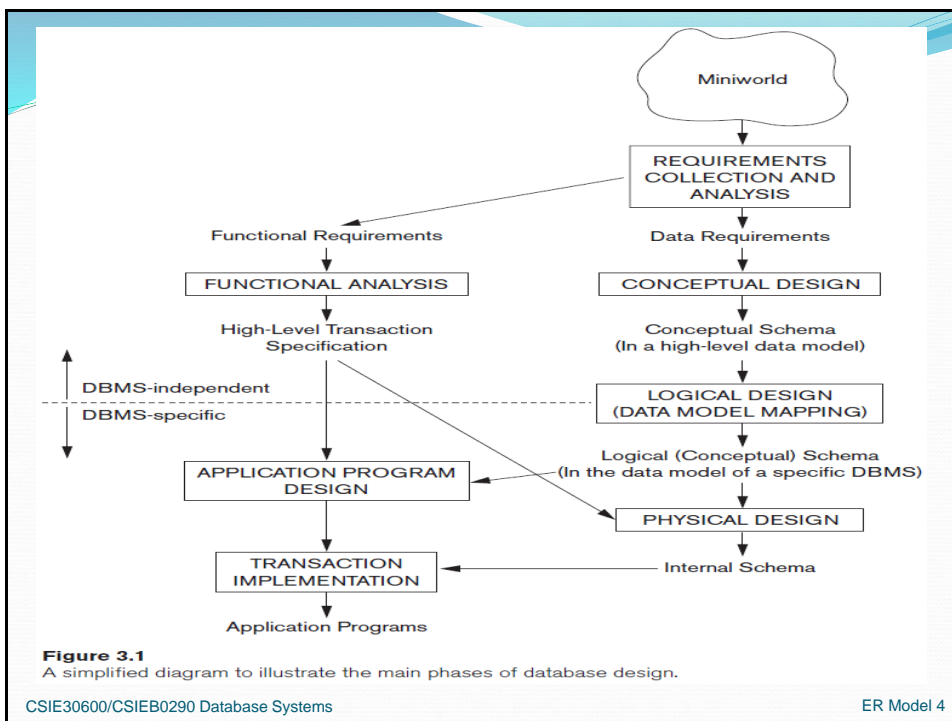 Miniworld
REQUIREMENTS
COLLECTION AND
ANALYSIS
Functional Requirements
Data Requirements
FUNCTIONAL ANALYSIS
CONCEPTUAL DESIGN
High-Level Transaction
Specification
Conceptual Schema
(In a high-level data model)
DBMS-independent
DBMS-specific
LOGICAL DESIGN
(DATA MODEL MAPPING)
Logical (Conceptual) Schema
(In the data model of a specific DBMS)
APPLICATION PROGRAM
DESIGN
PHYSICAL DESIGN
TRANSACTION
IMPLEMENTATION
Internal Schema
Application Programs
Figure 3.1
A simplified diagram to illustrate the main phases of database design.
CSIE30600/CSIEB0290 Database Systems
ER Model 4